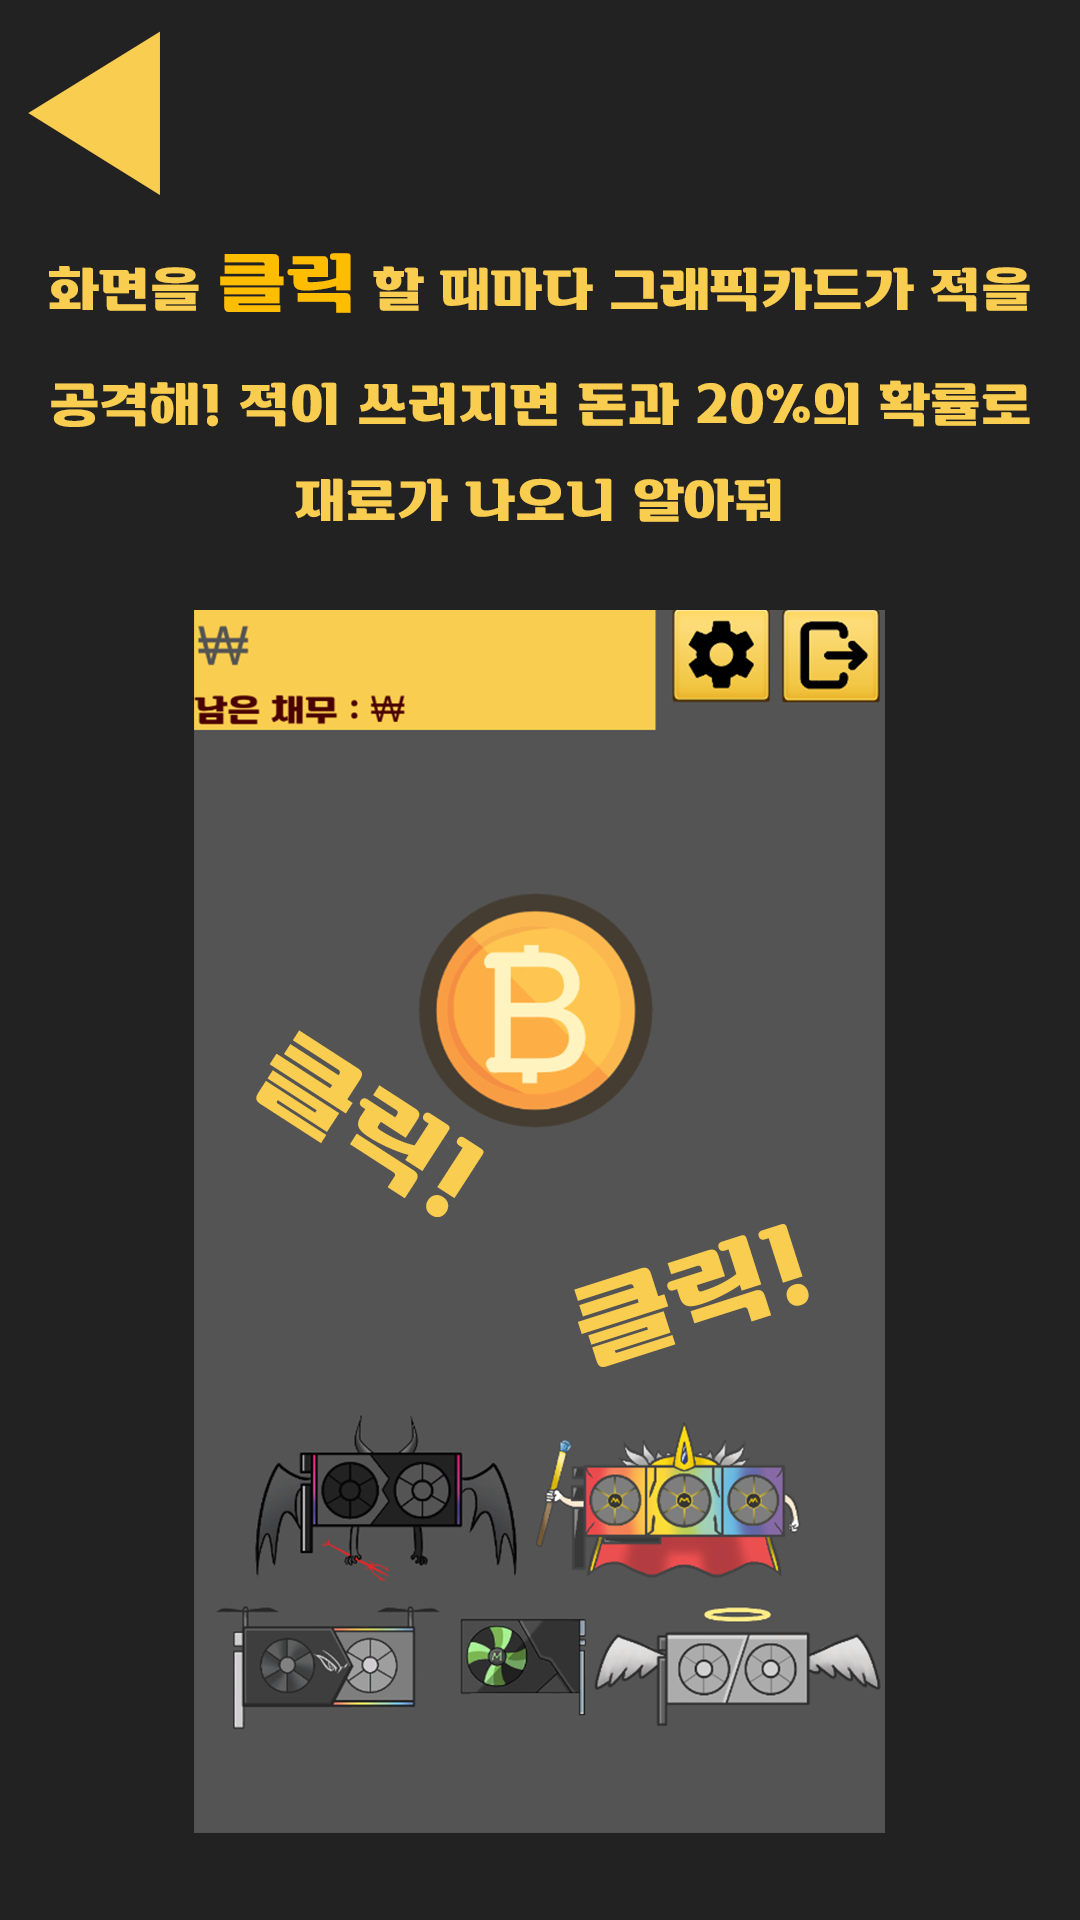 화면을 클릭 할 때마다 그래픽카드가 적을
공격해! 적이 쓰러지면 돈과 20%의 확률로
재료가 나오니 알아둬
₩
남은 채무 : ₩
클릭!
클릭!